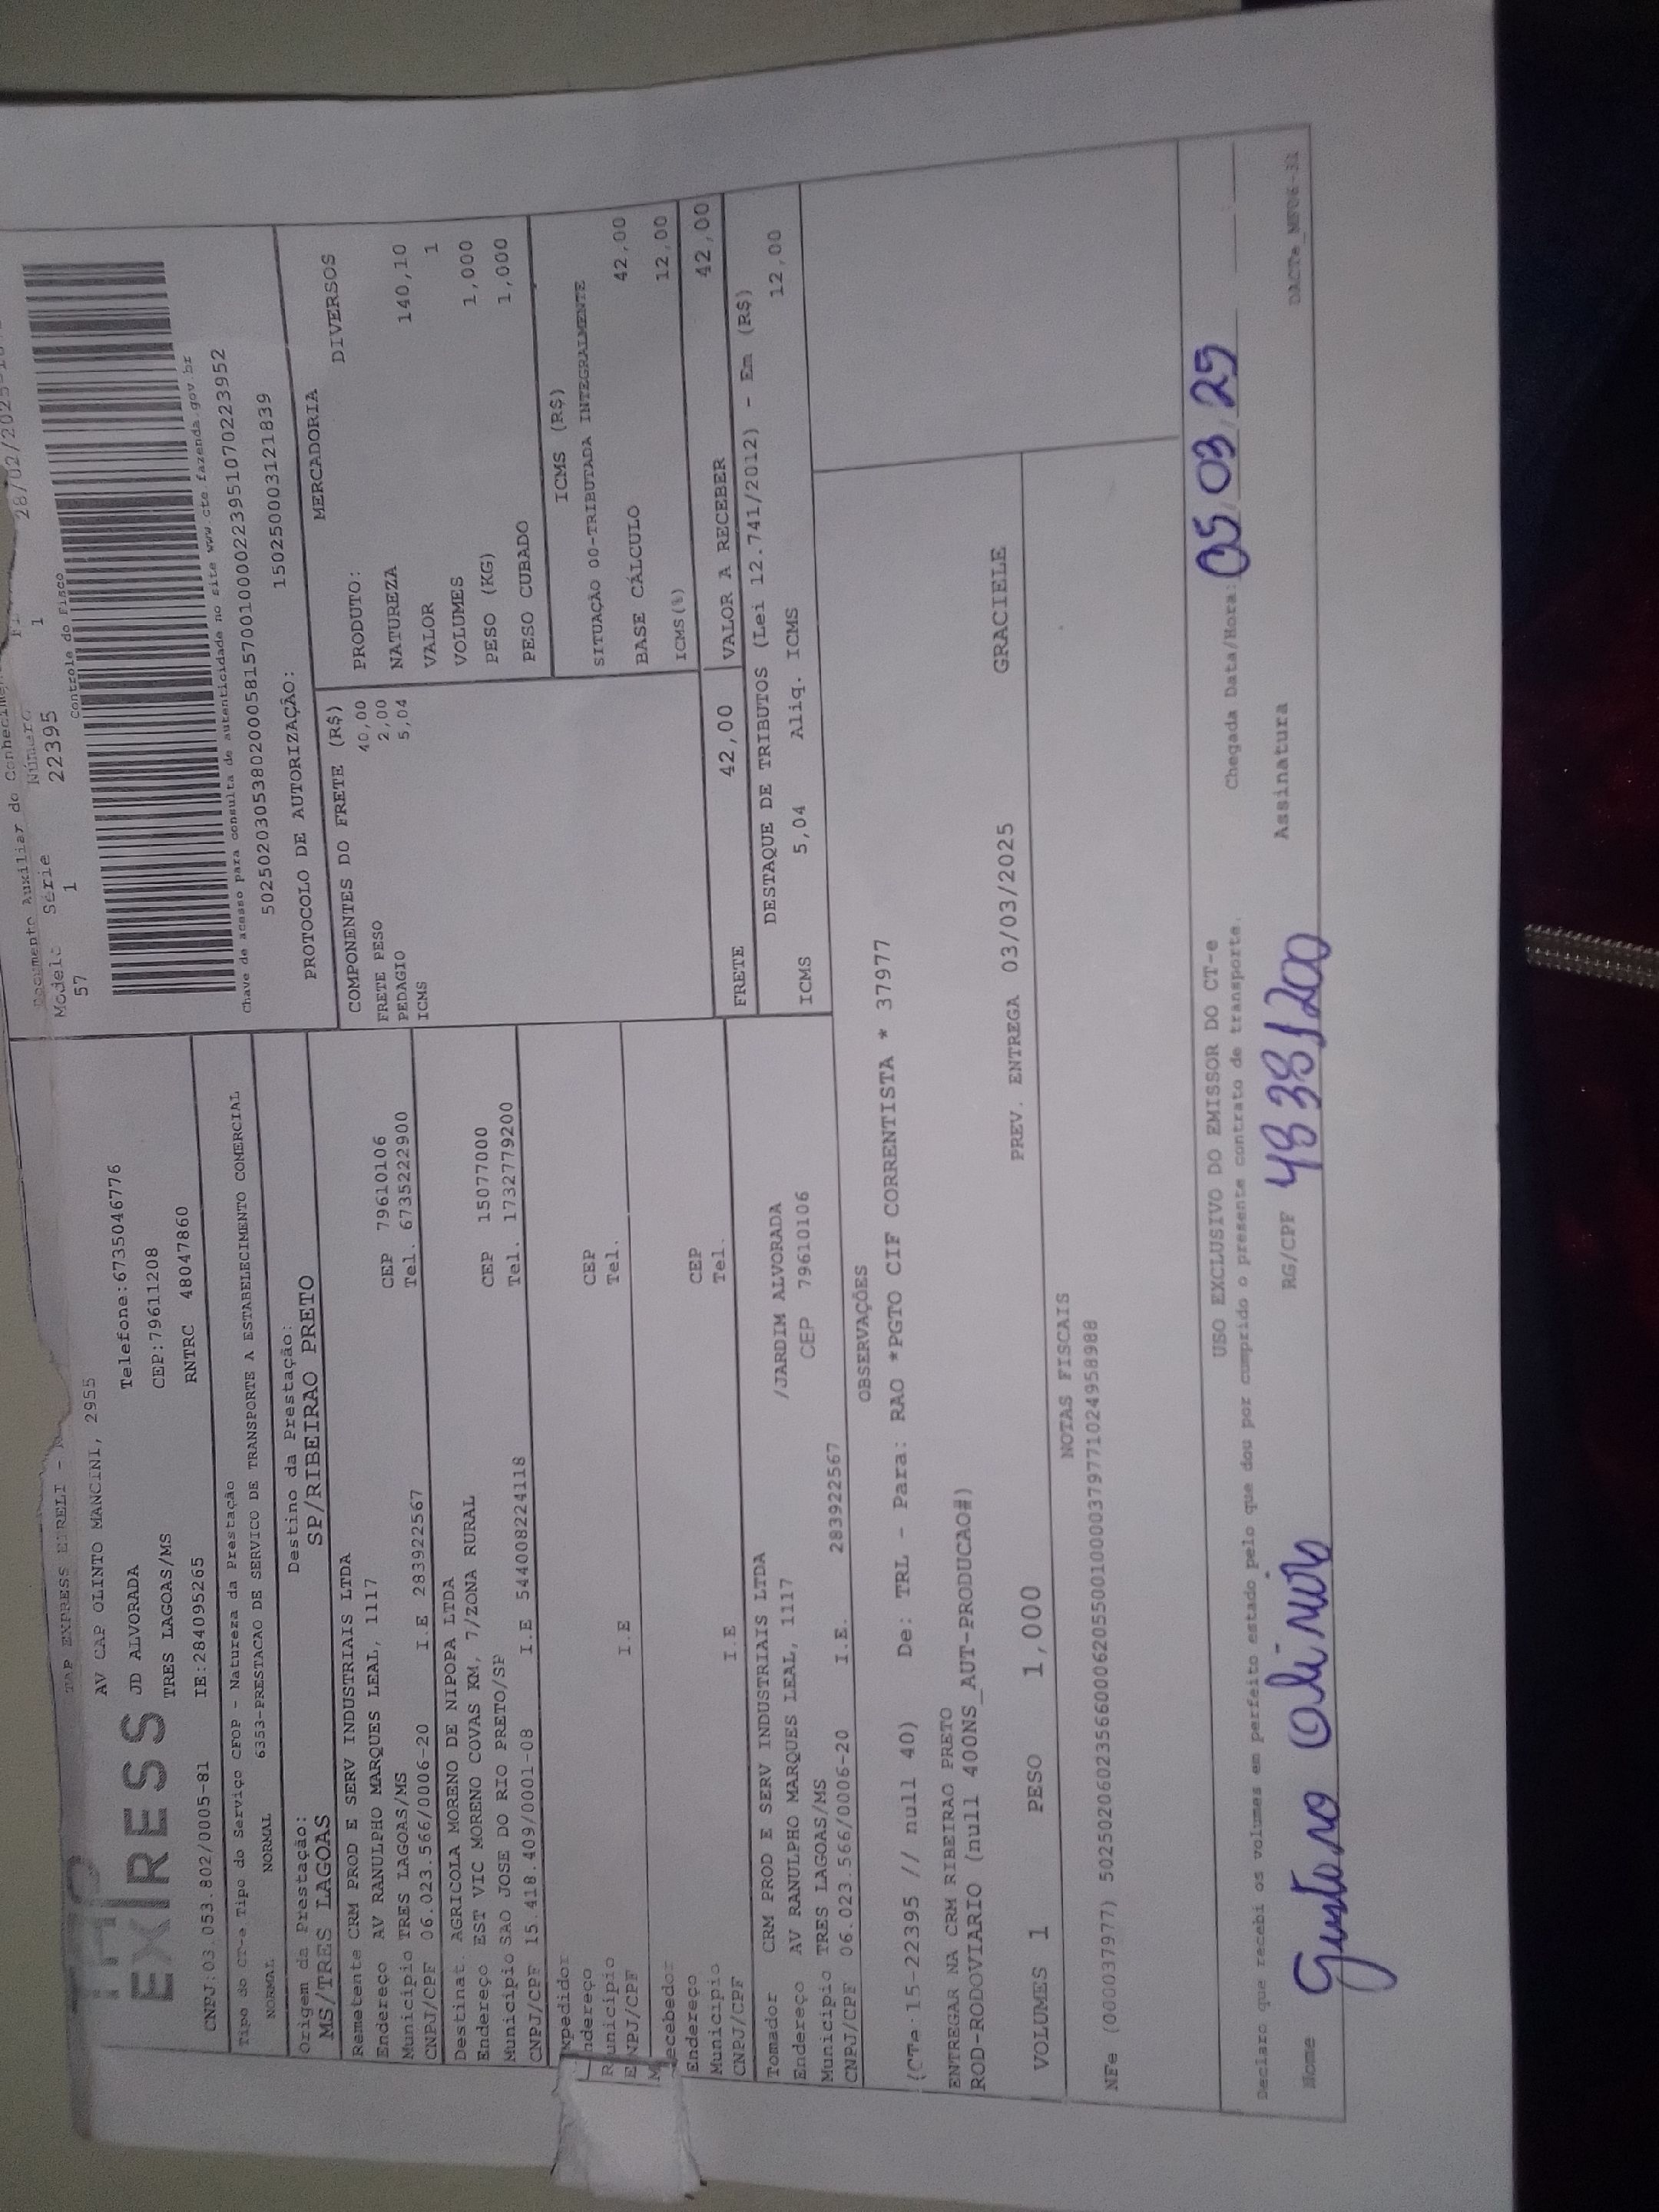 TAP EXPRESS EIRELI -
AV CAP OLINTO MANCINI, 2955
EXPRESS
JD ALVORADA Telefone:6735046776
TRES LAGOAS/MS CEP:79611208
CNPJ:03.053.802/0005-81 IE:284095265 RNTRC 48047860
Documento Auxiliar do
Modelo Série Número
57 1 22395 1 28/02/2025
Controle do Fisco
Chave de acesso para consulta de autenticidade no site www.cte.fazenda.gov.br
50250203053802000581570010000223951070223952
PROTOCOLO DE AUTORIZAÇÃO: 150250003121839
Tipo do CT-e Tipo do Serviço CFOP - Natureza da Prestação
NORMAL NORMAL 6353-PRESTACAO DE SERVICO DE TRANSPORTE A ESTABELECIMENTO COMERCIAL
Origem da Prestação: Destino da Prestação:
MS/TRES LAGOAS SP/RIBEIRAO PRETO
Remetente CRM PROD E SERV INDUSTRIAIS LTDA
Endereço AV RANULPHO MARQUES LEAL, 1117 CEP 79610106
Municipio TRES LAGOAS/MS Tel. 673522900
CNPJ/CPF 06.023.566/0006-20 I.E 283922567
Destinat. AGRICOLA MORENO DE NIPOPA LTDA
Endereço EST VIC MORENO COVAS KM, 7/ZONA RURAL CEP 15077000
Municipio SAO JOSE DO RIO PRETO/SP Tel. 1732779200
CNPJ/CPF 15.418.409/0001-08 I.E 544008224118
COMPONENTES DO FRETE (R$)
FRETE PESO 40,00
PEDAGIO 2,00
ICMS 5,04
MERCADORIA
PRODUTO: DIVERSOS
NATUREZA
VALOR 140,10
VOLUMES 1
PESO (KG) 1,000
PESO CUBADO 1,000
ICMS (R$)
SITUAÇÃO 00-TRIBUTADA INTEGRALMENTE
BASE CÁLCULO 42,00
ICMS(%) 12,00
xpedidor
ndereço CEP
unicipio Tel.
NPJ/CPF I.E
ecebedor
Endereço CEP
Municipio Tel.
CNPJ/CPF I.E
FRETE 42,00 VALOR A RECEBER 42,00
DESTAQUE DE TRIBUTOS (Lei 12.741/2012) - Em (R$)
ICMS 5,04 Aliq. ICMS 12,00
Tomador CRM PROD E SERV INDUSTRIAIS LTDA
Endereço AV RANULPHO MARQUES LEAL, 1117 /JARDIM ALVORADA
Municipio TRES LAGOAS/MS CEP 79610106
CNPJ/CPF 06.023.566/0006-20 I.E. 283922567
OBSERVAÇÕES
(CTe.15-22395 // null 40) De: TRL - Para: RAO *PGTO CIF CORRENTISTA * 37977
ENTREGAR NA CRM RIBEIRAO PRETO
ROD-RODOVIARIO (null 400NS_AUT-PRODUCAO#)
PREV. ENTREGA 03/03/2025 GRACIELE
VOLUMES 1 PESO 1,000
NOTAS FISCAIS
NFe (000037977) 50250206023566000620550010000379771024958988
USO EXCLUSIVO DO EMISSOR DO CT-e
Declaro que recebi os volumes em perfeito estado pelo que dou por cumprido o presente contrato de transporte. Chegada Data/Hora: 05/03/25
Nome Gustavo RG/CPF Assinatura
DACTe_MF06-31